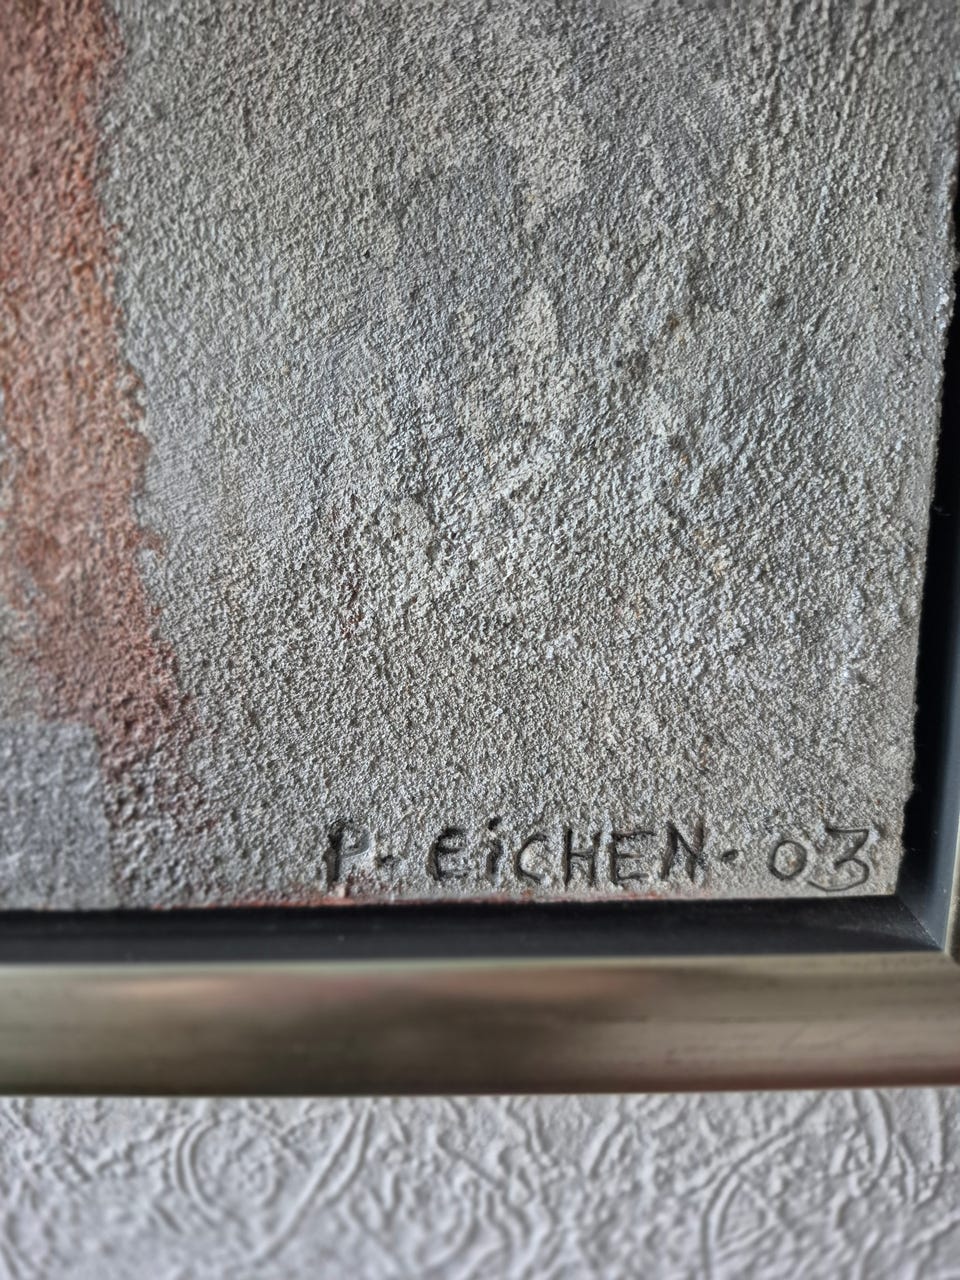 P. EiCHEN. 03